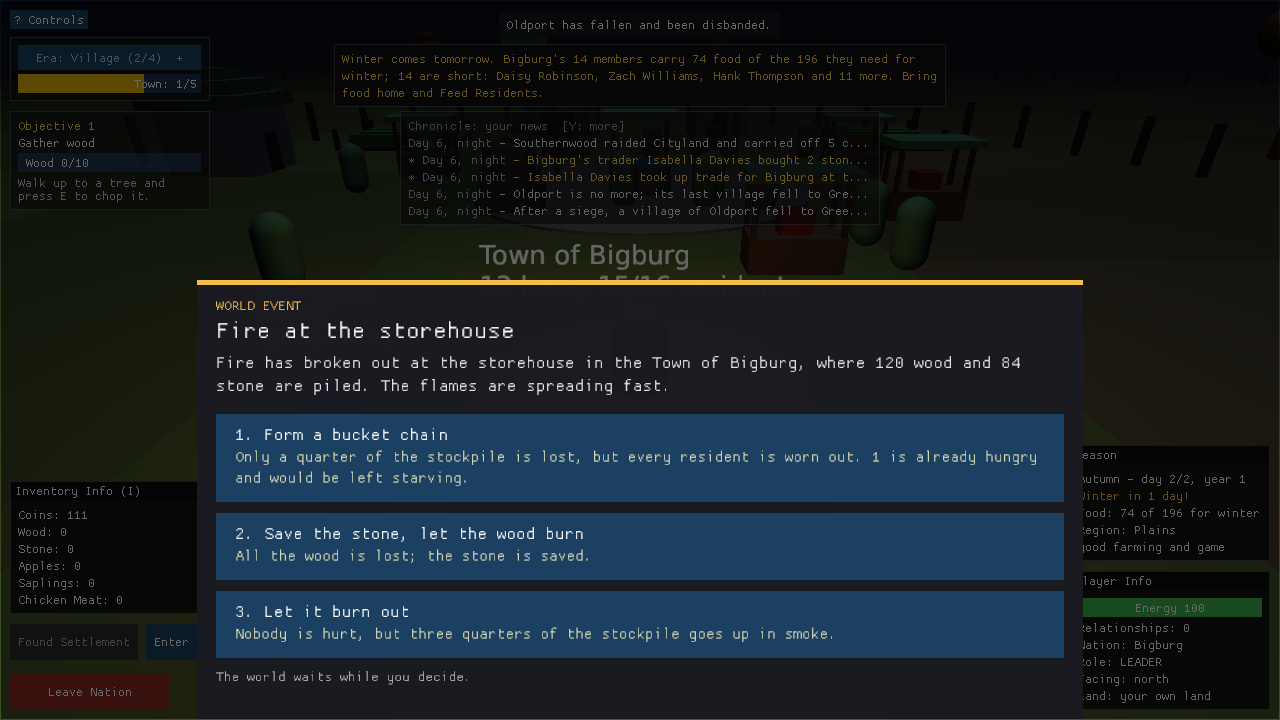 ? Controls
Era: Village (2/4) +
Town: 1/5
Objective 1
Gather wood
Wood 0/10
Walk up to a tree and
press E to chop it.
Oldport has fallen and been disbanded.
Winter comes tomorrow. Bigburg's 14 members carry 74 food of the 196 they need for
winter; 14 are short: Daisy Robinson, Zach Williams, Hank Thompson and 11 more. Bring
food home and Feed Residents.
Chronicle: your news [Y: more]
Day 6, night – Southernwood raided Cityland and carried off 5 c...
* Day 6, night – Bigburg's trader Isabella Davies bought 2 ston...
* Day 6, night – Isabella Davies took up trade for Bigburg at t...
Day 6, night – Oldport is no more; its last village fell to Gree...
Day 6, night – After a siege, a village of Oldport fell to Gree...
Town of Bigburg
WORLD EVENT
Fire at the storehouse
Fire has broken out at the storehouse in the Town of Bigburg, where 120 wood and 84
stone are piled. The flames are spreading fast.
1. Form a bucket chain
Only a quarter of the stockpile is lost, but every resident is worn out. 1 is already hungry
and would be left starving.
2. Save the stone, let the wood burn
All the wood is lost; the stone is saved.
3. Let it burn out
Nobody is hurt, but three quarters of the stockpile goes up in smoke.
The world waits while you decide.
Inventory Info (I)
Coins: 111
Wood: 0
Stone: 0
Apples: 0
Saplings: 0
Chicken Meat: 0
Found Settlement
Enter
Leave Nation
eason
utumn – day 2/2, year 1
inter in 1 day!
ood: 74 of 196 for winter
egion: Plains
ood farming and game
layer Info
Energy 100
elationships: 0
ation: Bigburg
ole: LEADER
acing: north
and: your own land